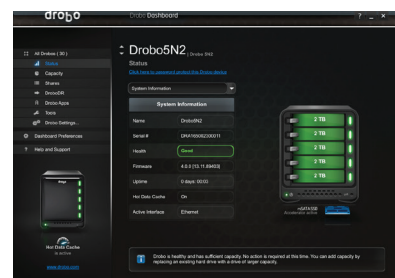 drobo
Drobo Dashboard
? _ ×
All Drobos ( 30 )
Status
Capacity
Shares
DroboDR
Drobo Apps
Tools
Drobo Settings...
Dashboard Preferences
? Help and Support
Hot Data Cache
is Active
www.drobo.com
Drobo5N2 | Drobo 5N2
Status
Click here to password protect this Drobo device
System Information
System Information
Name Drobo5N2
Health Good
Uptime 0 days: 00:00
Hot Data Cache On
Active Interface Ethernet
2 TB
2 TB
2 TB
2 TB
2 TB
mSATA SSD
Accelerator active
Drobo is healthy and has sufficient capacity. No action is required at this time. You can add capacity by
replacing an existing hard drive with a drive of larger capacity.